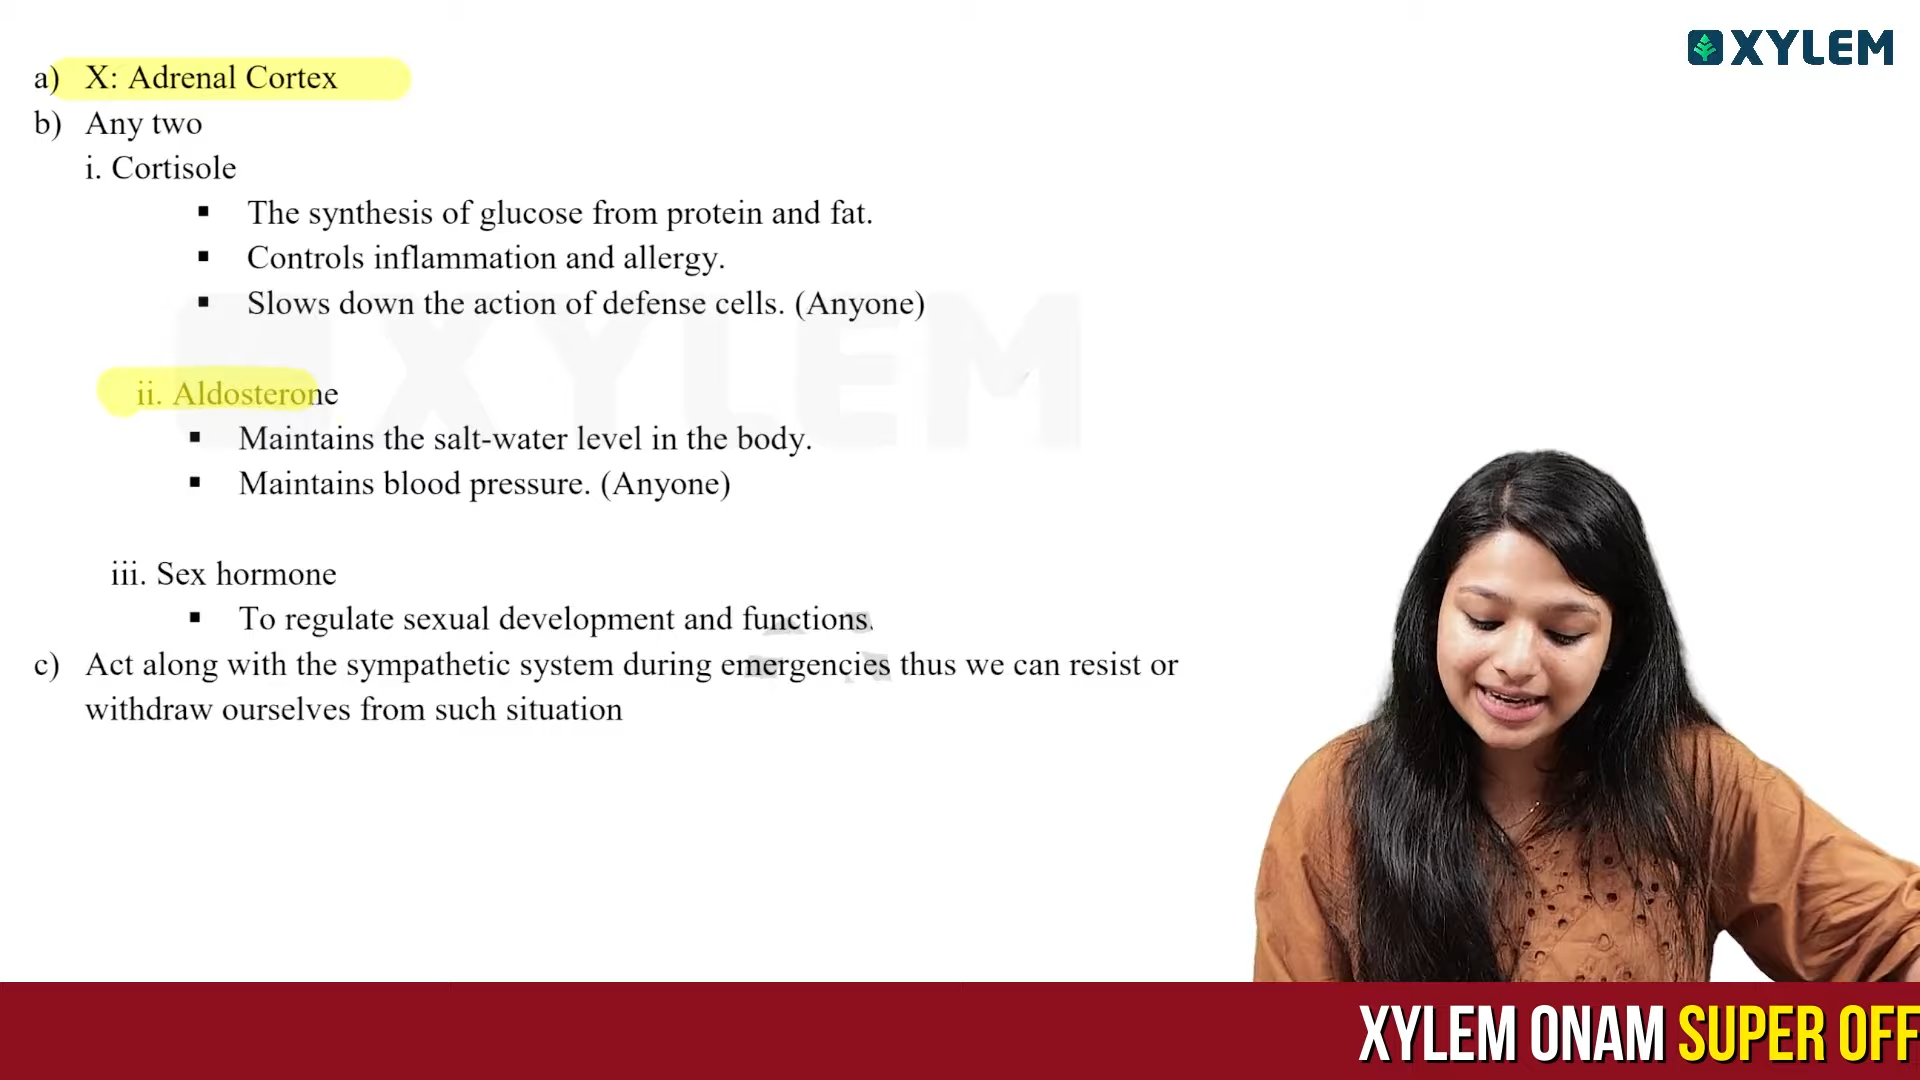 XYLEM
a) X: Adrenal Cortex
b) Any two
i. Cortisole
▪ The synthesis of glucose from protein and fat.
▪ Controls inflammation and allergy.
▪ Slows down the action of defense cells. (Anyone)
XYLEM
ii. Aldosterone
▪ Maintains the salt-water level in the body.
▪ Maintains blood pressure. (Anyone)
iii. Sex hormone
▪ To regulate sexual development and functions.
c) Act along with the sympathetic system during emergencies thus we can resist or
withdraw ourselves from such situation
XYLEM ONAM SUPER OFF